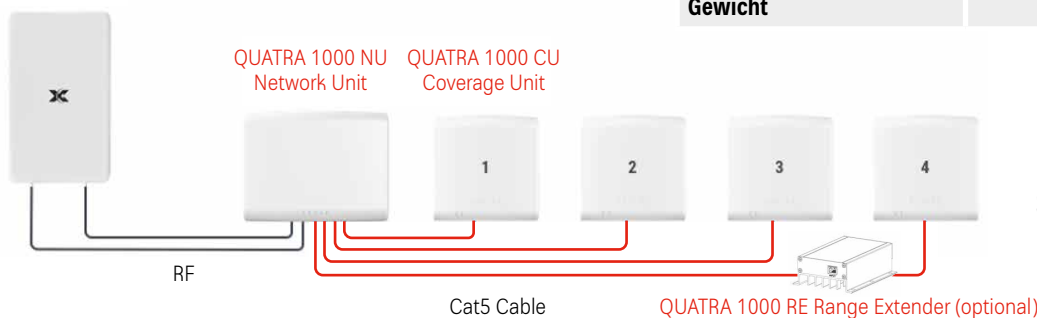 Gewicht
QUATRA 1000 NU
Network Unit
QUATRA 1000 CU
Coverage Unit
1
2
3
4
RF
Cat5 Cable
QUATRA 1000 RE Range Extender (optional)